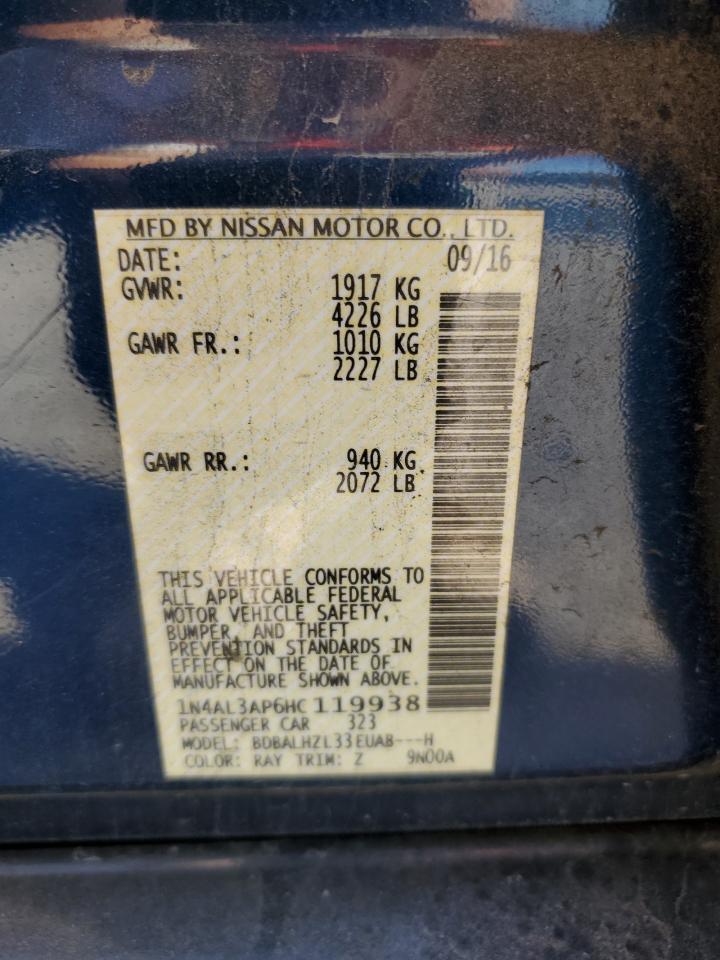 MFD BY NISSAN MOTOR CO., LTD.
DATE: 09/16
GVWR: 1917 KG
4226 LB
GAWR FR.: 1010 KG
2227 LB
GAWR RR.: 940 KG
2072 LB
THIS VEHICLE CONFORMS TO
ALL APPLICABLE FEDERAL
MOTOR VEHICLE SAFETY,
BUMPER, AND THEFT
PREVENTION STANDARDS IN
EFFECT ON THE DATE OF
MANUFACTURE SHOWN ABOVE.
1N4AL3AP6HC119938
PASSENGER CAR 323
MODEL: BDBALHZL33EUAB---H
COLOR: RAY TRIM: Z 9N00A